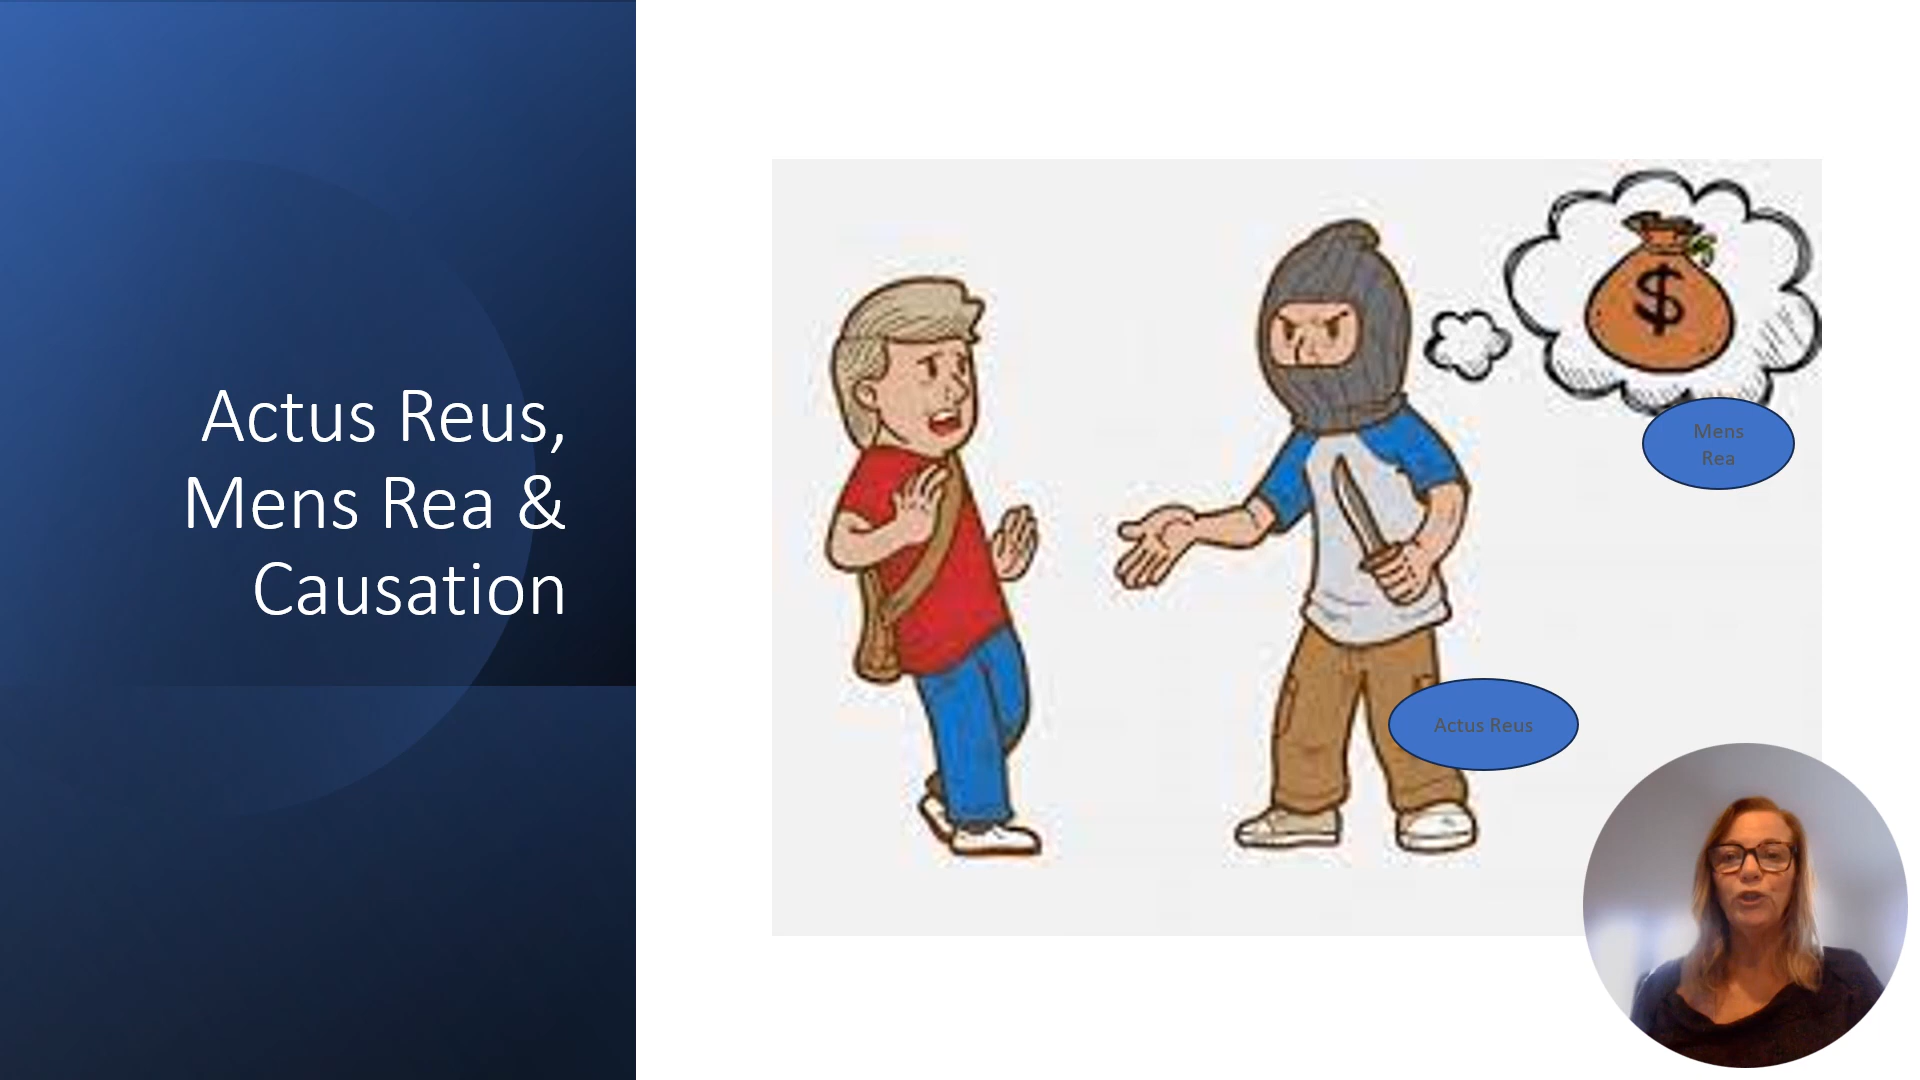 Actus Reus,
Mens Rea &
Causation
$
Mens
Rea
Actus Reus